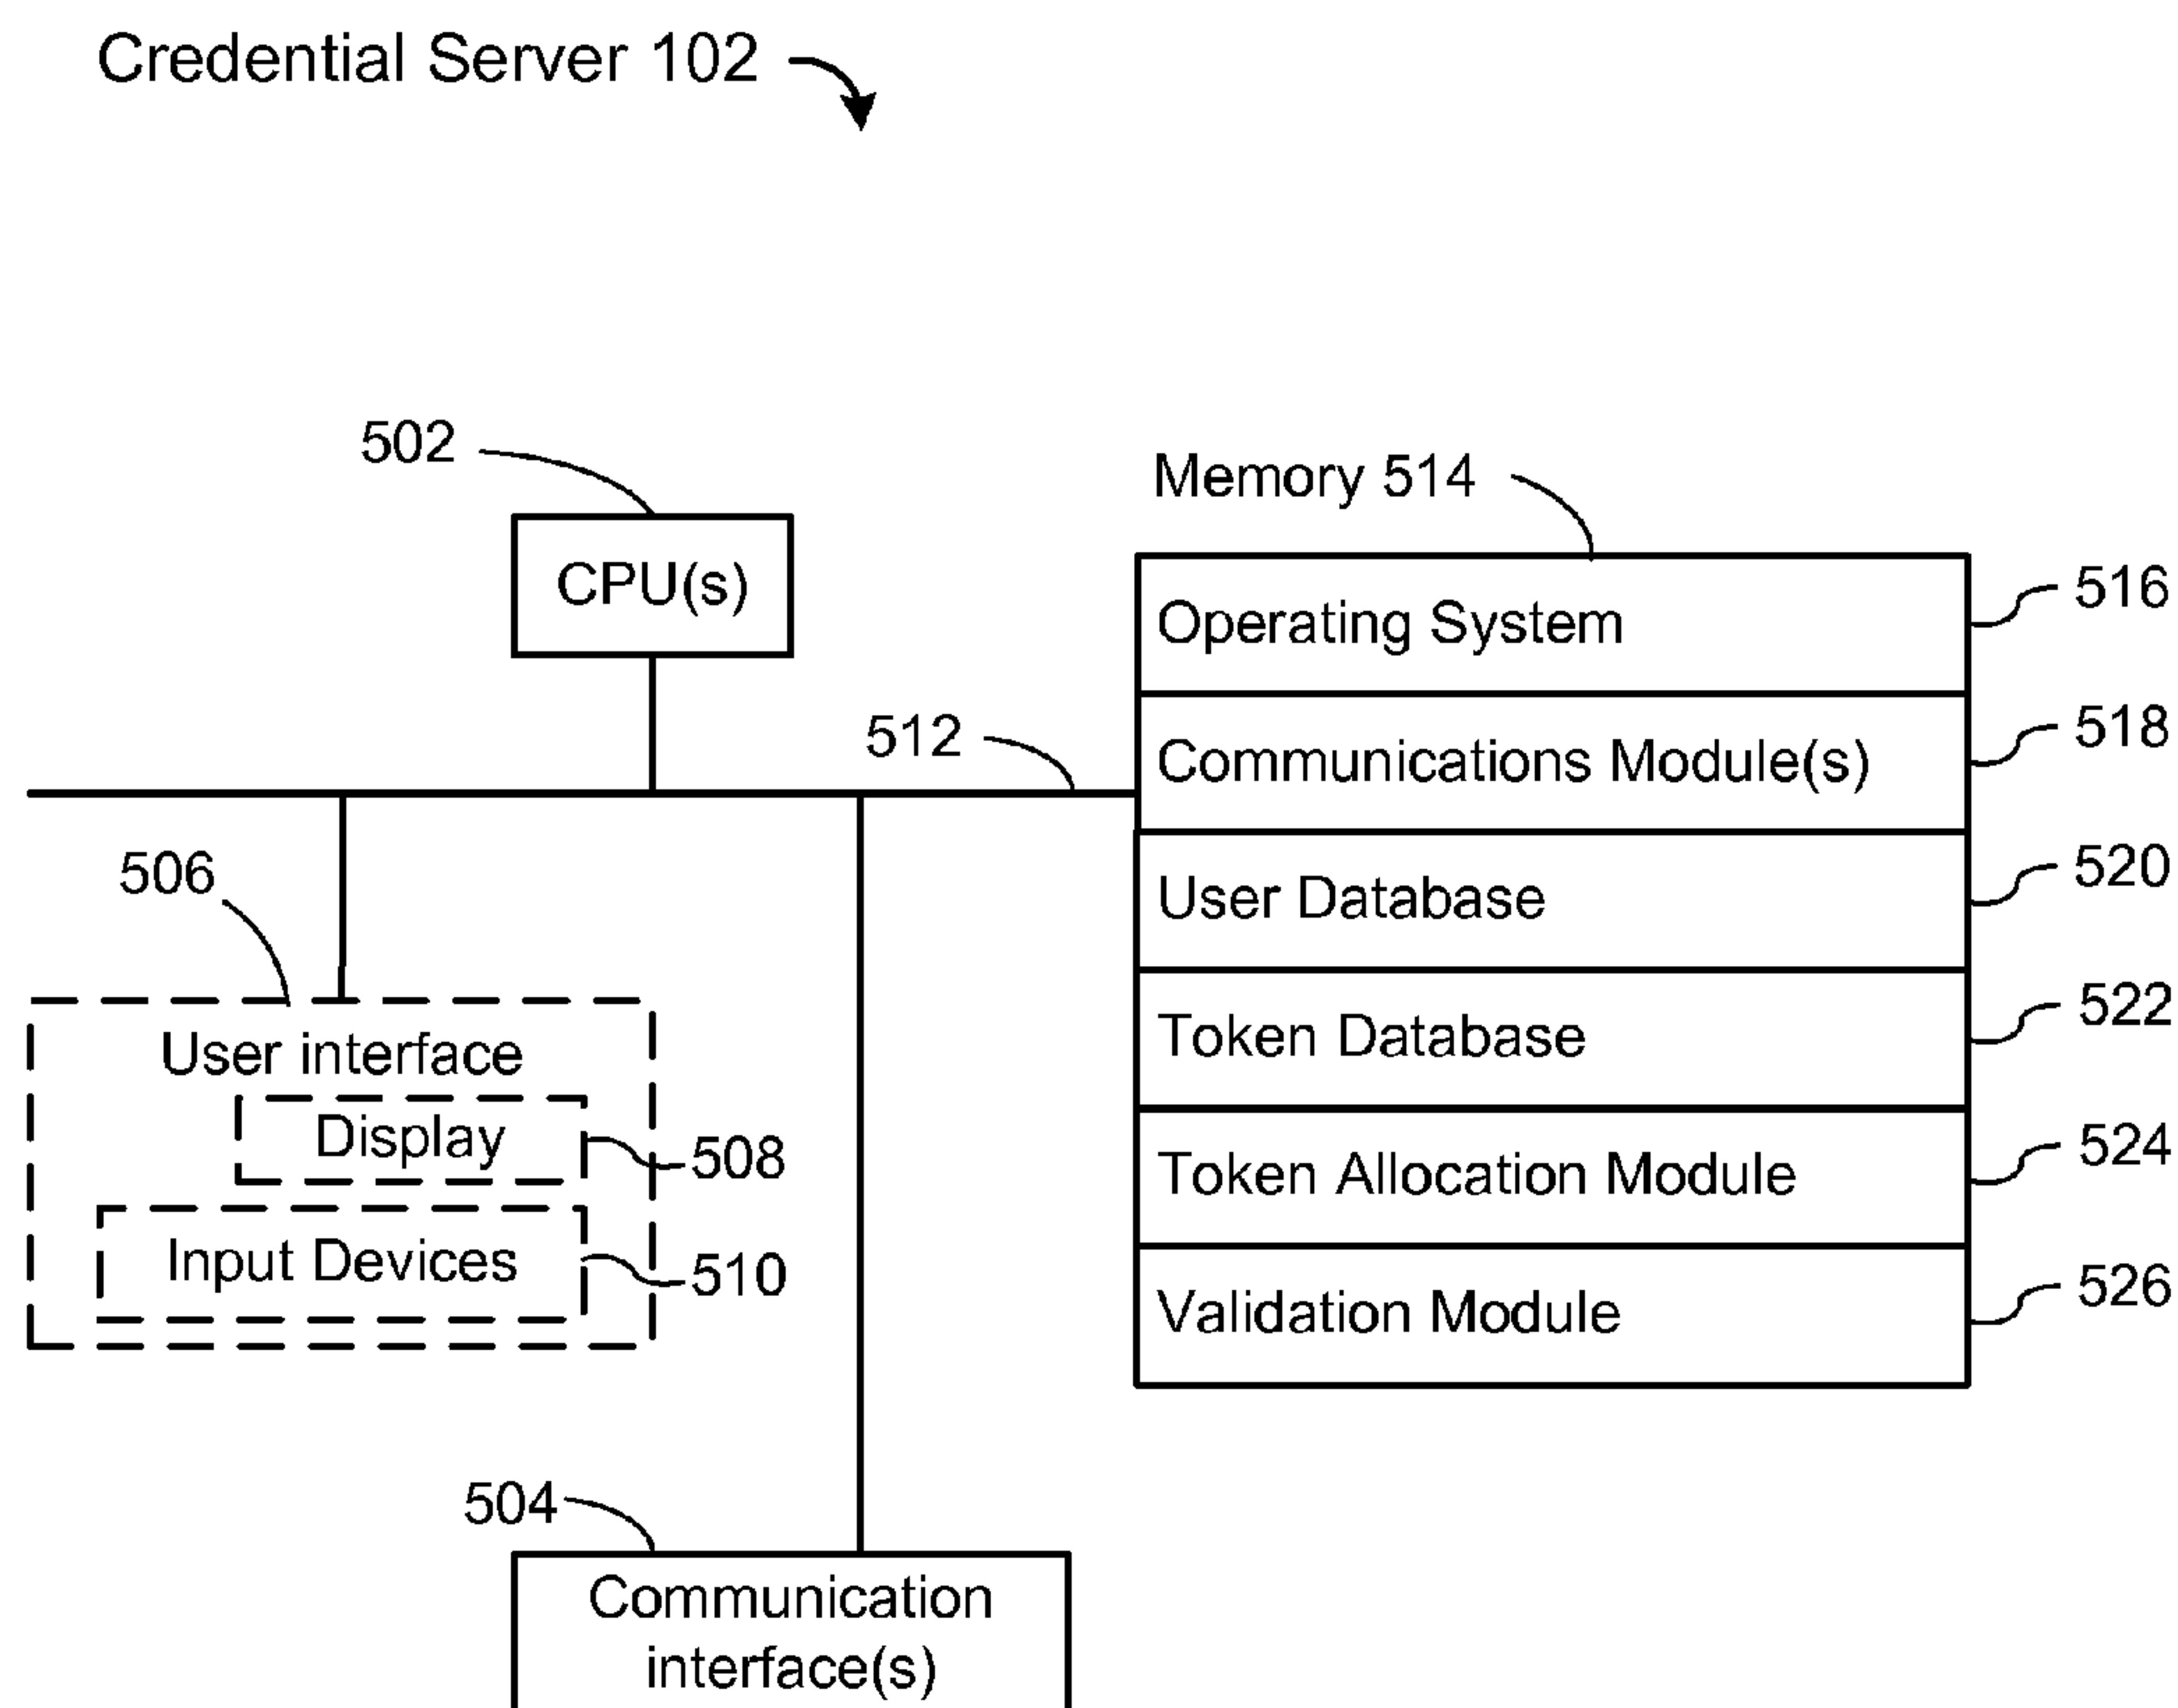 Credential Server 102
502
CPU(s)
Memory 514
Operating System
516
Communications Module(s)
518
512
User Database
520
506
Token Database
522
User interface
Display
508
Token Allocation Module
524
Input Devices
510
Validation Module
526
504
Communication
interface(s)